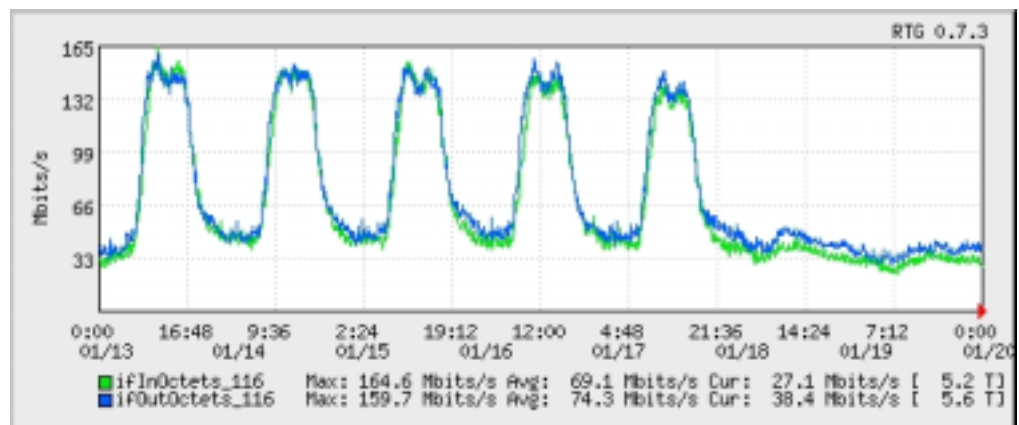 RTG 0.7.3
165
132
99
66
33
Mbits/s
0:00 16:48 9:36 2:24 19:12 12:00 4:48 21:36 14:24 7:12 0:00
01/13 01/14 01/15 01/16 01/17 01/18 01/19 01/20
ifInOctets_116 Max: 164.6 Mbits/s Avg: 69.1 Mbits/s Cur: 27.1 Mbits/s [ 5.2 T]
ifOutOctets_116 Max: 159.7 Mbits/s Avg: 74.3 Mbits/s Cur: 38.4 Mbits/s [ 5.6 T]